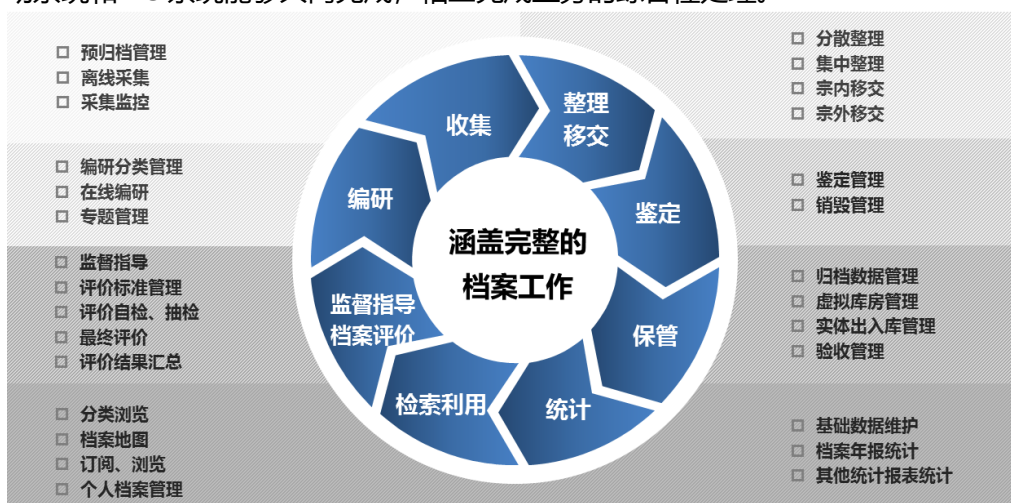 预归档管理
离线采集
采集监控
编研分类管理
在线编研
专题管理
监督指导
评价标准管理
评价自检、抽检
最终评价
评价结果汇总
分类浏览
档案地图
订阅、浏览
个人档案管理
收集
整理
移交
鉴定
保管
统计
检索利用
监督指导
档案评价
编研
涵盖完整的
档案工作
分散整理
集中整理
宗内移交
宗外移交
鉴定管理
销毁管理
归档数据管理
虚拟库房管理
实体出入库管理
验收管理
基础数据维护
档案年报统计
其他统计报表统计